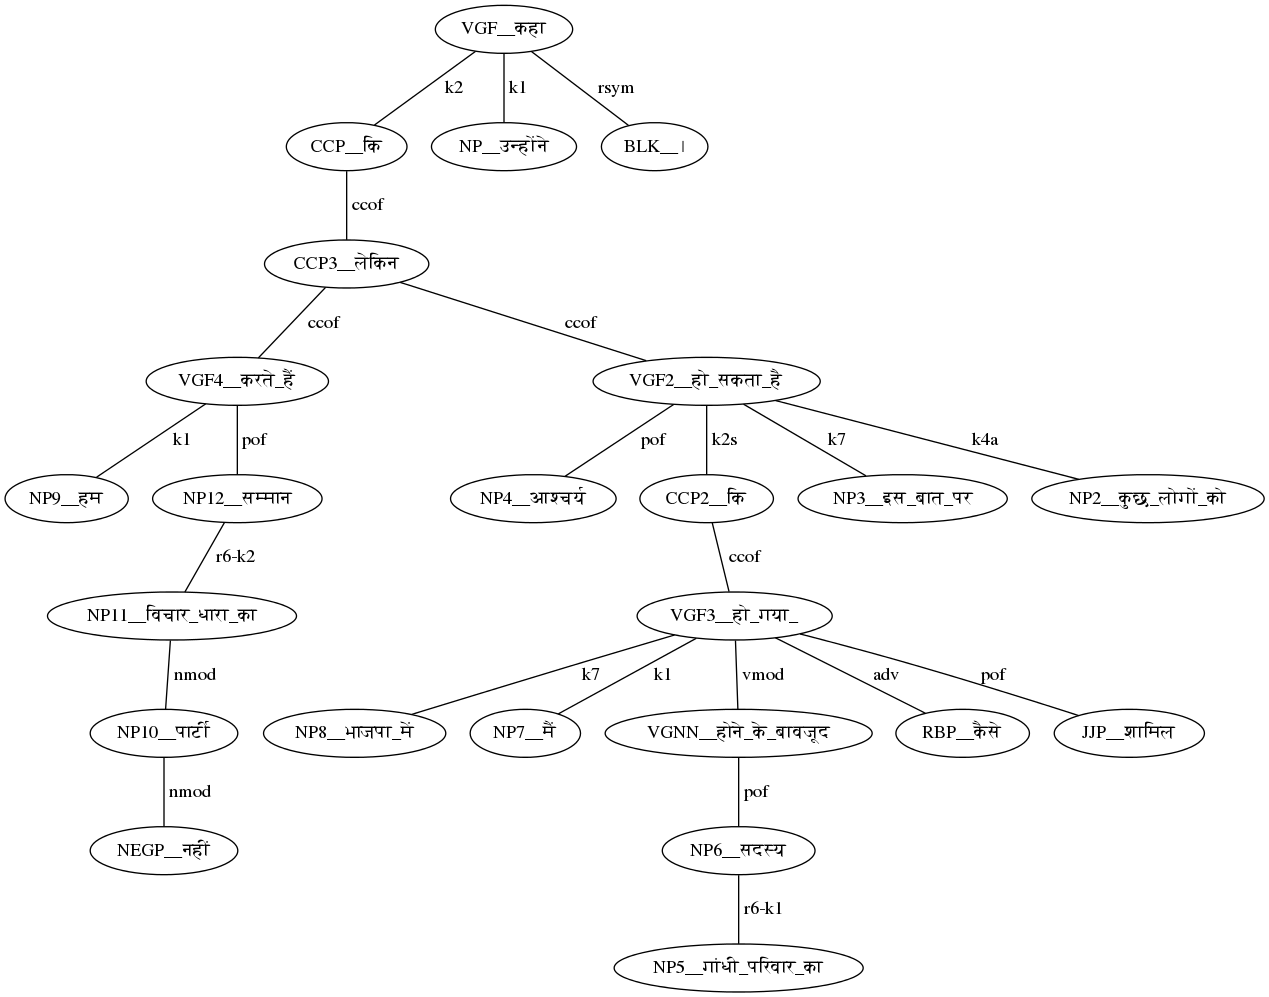 VGF__कहा
k2 k1 rsym
CCP__कि NP__उन्होंने BLK__।
ccof
CCP3__लेकिन
ccof ccof
VGF4__करते_हैं VGF2__हो_सकता_है
k1 pof pof k2s k7 k4a
NP9__हम NP12__सम्मान NP4__आश्चर्य CCP2__कि NP3__इस_बात_पर NP2__कुछ_लोगों_को
r6-k2 ccof
NP11__विचार_धारा_का VGF3__हो_गया_
nmod k7 k1 vmod adv pof
NP10__पार्टी NP8__भाजपा_में NP7__मैं VGNN__होने_के_बावजूद RBP__कैसे JJP__शामिल
nmod pof
NEGP__नहीं NP6__सदस्य
r6-k1
NP5__गांधी_परिवार_का